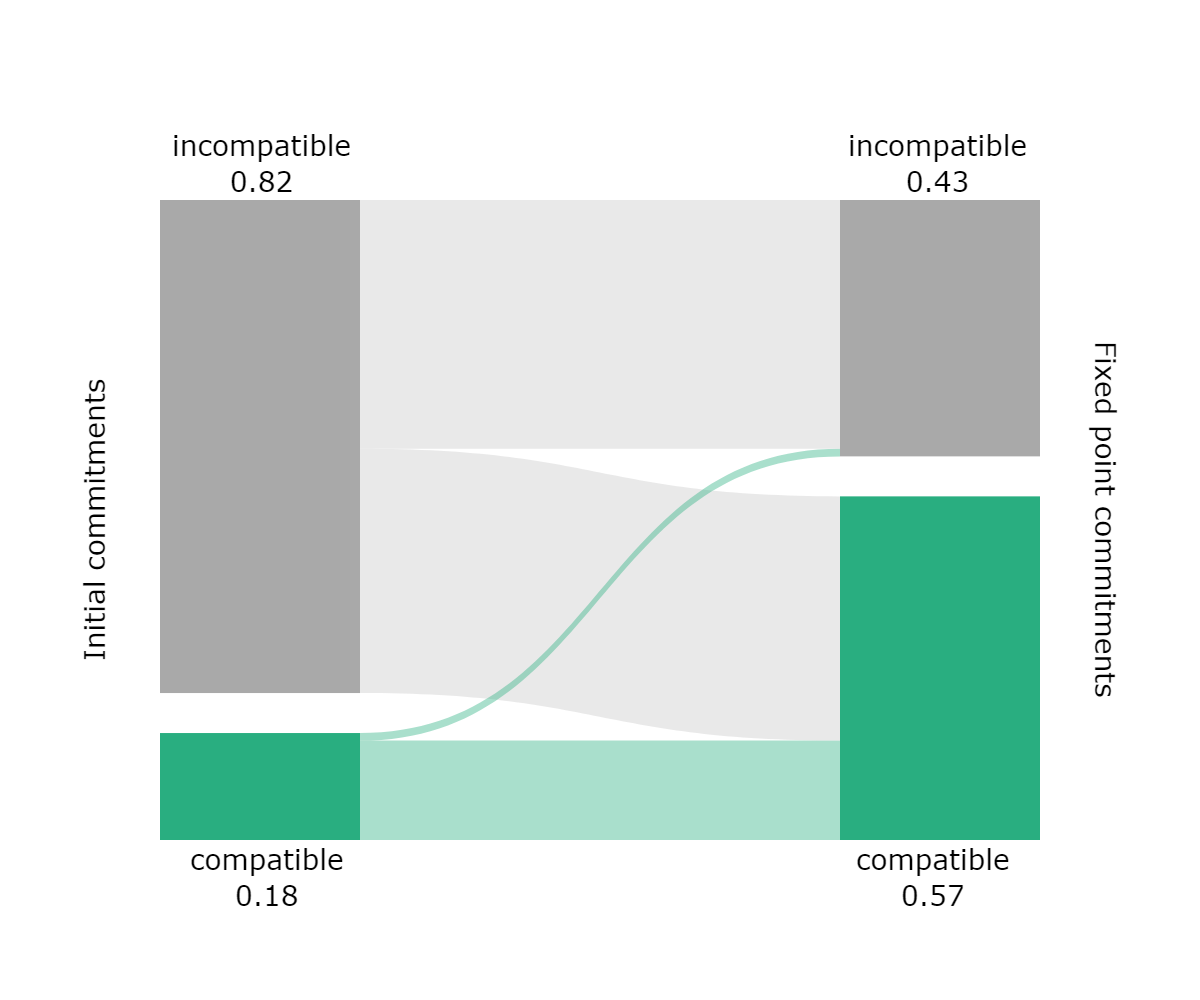 incompatible
0.82
incompatible
0.43
Initial commitments
Fixed point commitments
compatible
0.18
compatible
0.57